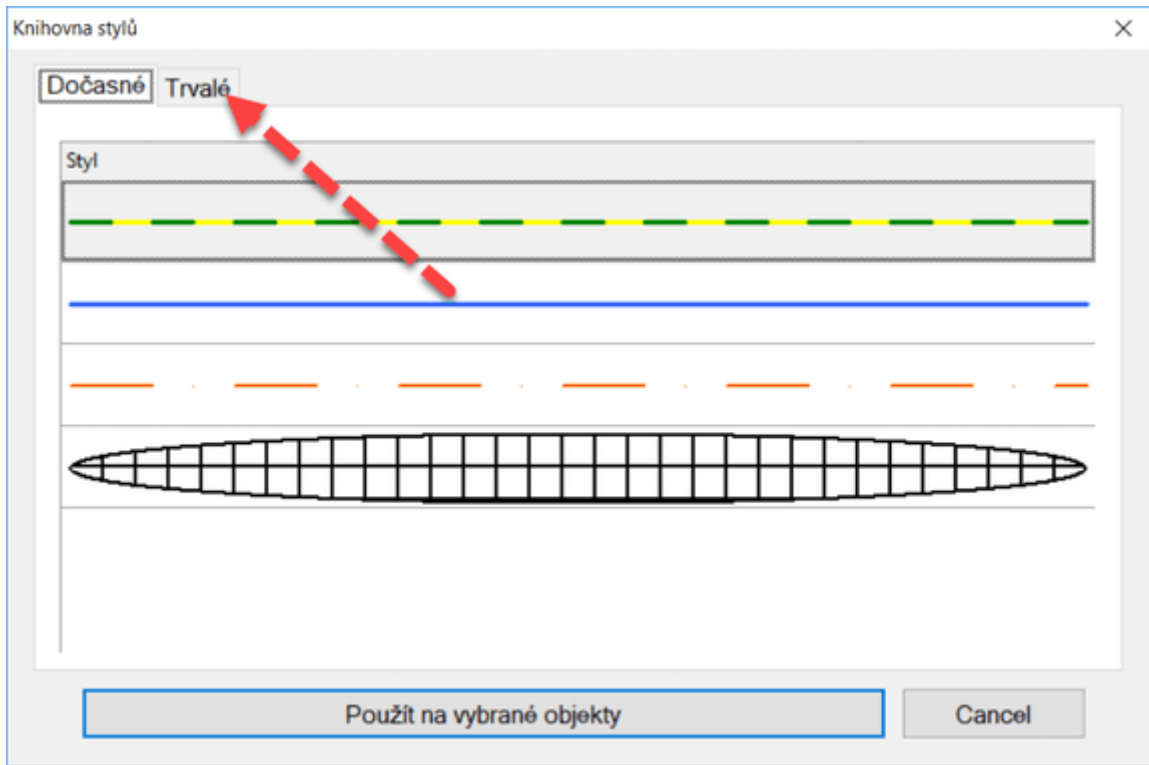 Knihovna stylů
Dočasné Trvalé
Styl
Použít na vybrané objekty Cancel